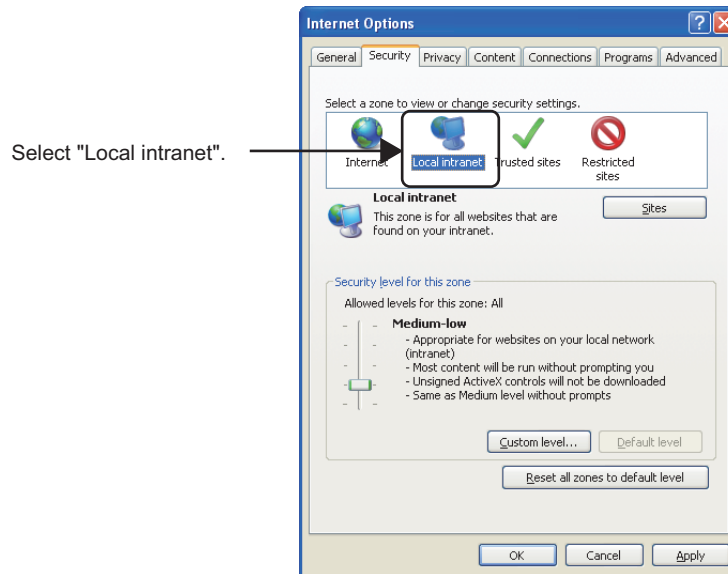 Internet Options
General Security Privacy Content Connections Programs Advanced
Select a zone to view or change security settings.
Select "Local intranet".
Internet Local intranet Trusted sites Restricted
sites
Local intranet
This zone is for all websites that are
found on your intranet.
Sites
Security level for this zone
Allowed levels for this zone: All
Medium-low
- Appropriate for websites on your local network
(intranet)
- Most content will be run without prompting you
- Unsigned ActiveX controls will not be downloaded
- Same as Medium level without prompts
Custom level... Default level
Reset all zones to default level
OK Cancel Apply